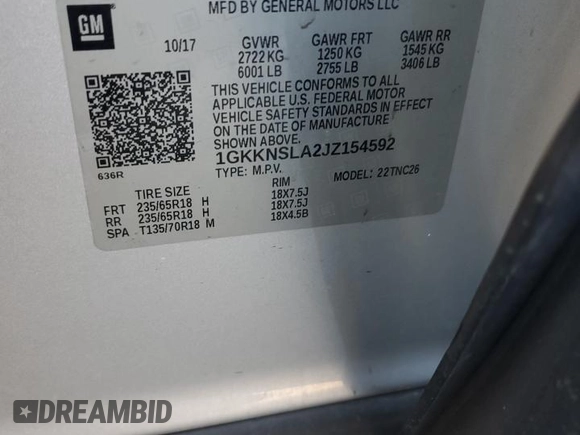 MFD BY GENERAL MOTORS LLC
GM
10/17 GVWR GAWR FRT GAWR RR
2722 KG 1250 KG 1545 KG
6001 LB 2755 LB 3406 LB
THIS VEHICLE CONFORMS TO ALL
APPLICABLE U.S. FEDERAL MOTOR
VEHICLE SAFETY STANDARDS IN EFFECT
ON THE DATE OF MANUFACTURE
SHOWN ABOVE.
1GKKNSLA2JZ154592
TYPE: M.P.V. MODEL: 22TNC26
636R
TIRE SIZE RIM
FRT 235/65R18 H 18X7.5J
RR 235/65R18 H 18X7.5J
SPA T135/70R18 M 18X4.5B
DREAMBID